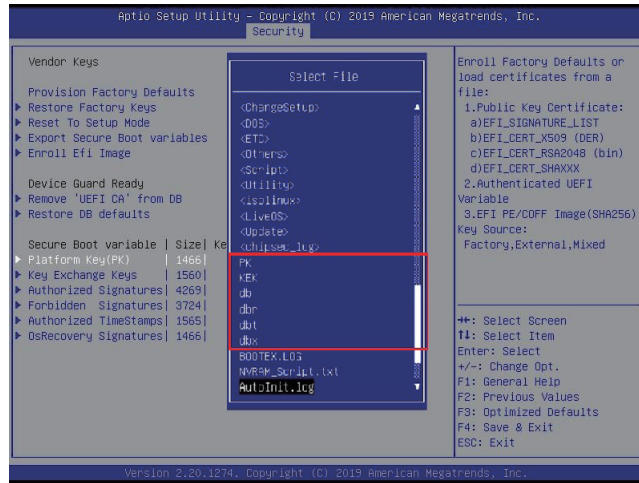 Aptio Setup Utility – Copyright (C) 2019 American Megatrends, Inc.
Security
Vendor Keys
Provision Factory Defaults
Restore Factory Keys
Reset To Setup Mode
Export Secure Boot variables
Enroll Efi Image
Device Guard Ready
Remove 'UEFI CA' from DB
Restore DB defaults
Secure Boot variable | Size| Ke
Platform Key(PK) | 1466|
Key Exchange Keys | 1560|
Authorized Signatures| 4269|
Forbidden Signatures| 3724|
Authorized TimeStamps| 1565|
OsRecovery Signatures| 1466|
Select File
<ChangeSetup>
<DOS>
<ETC>
<Others>
<Script>
<Utility>
<isolinux>
<LiveOS>
<Update>
<chipsec_log>
PK
KEK
db
dbr
dbt
dbx
BOOTEX.LOG
NVRAM_Script.txt
AutoInit.log
Enroll Factory Defaults or
load certificates from a
file:
1.Public Key Certificate:
a)EFI_SIGNATURE_LIST
b)EFI_CERT_X509 (DER)
c)EFI_CERT_RSA2048 (bin)
d)EFI_CERT_SHAXXX
2.Authenticated UEFI
Variable
3.EFI PE/COFF Image(SHA256)
Key Source:
Factory,External,Mixed
→←: Select Screen
↑↓: Select Item
Enter: Select
+/-: Change Opt.
F1: General Help
F2: Previous Values
F3: Optimized Defaults
F4: Save & Exit
ESC: Exit
Version 2.20.1274. Copyright (C) 2019 American Megatrends, Inc.